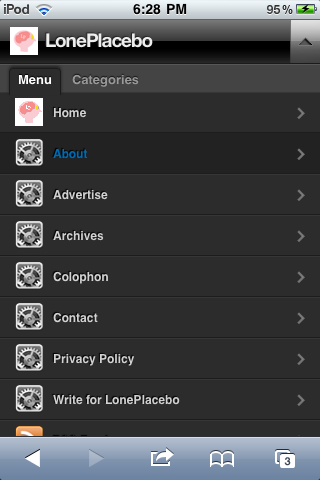 iPod 6:28 PM 95%
LonePlacebo
Menu Categories
Home
About
Advertise
Archives
Colophon
Contact
Privacy Policy
Write for LonePlacebo
3